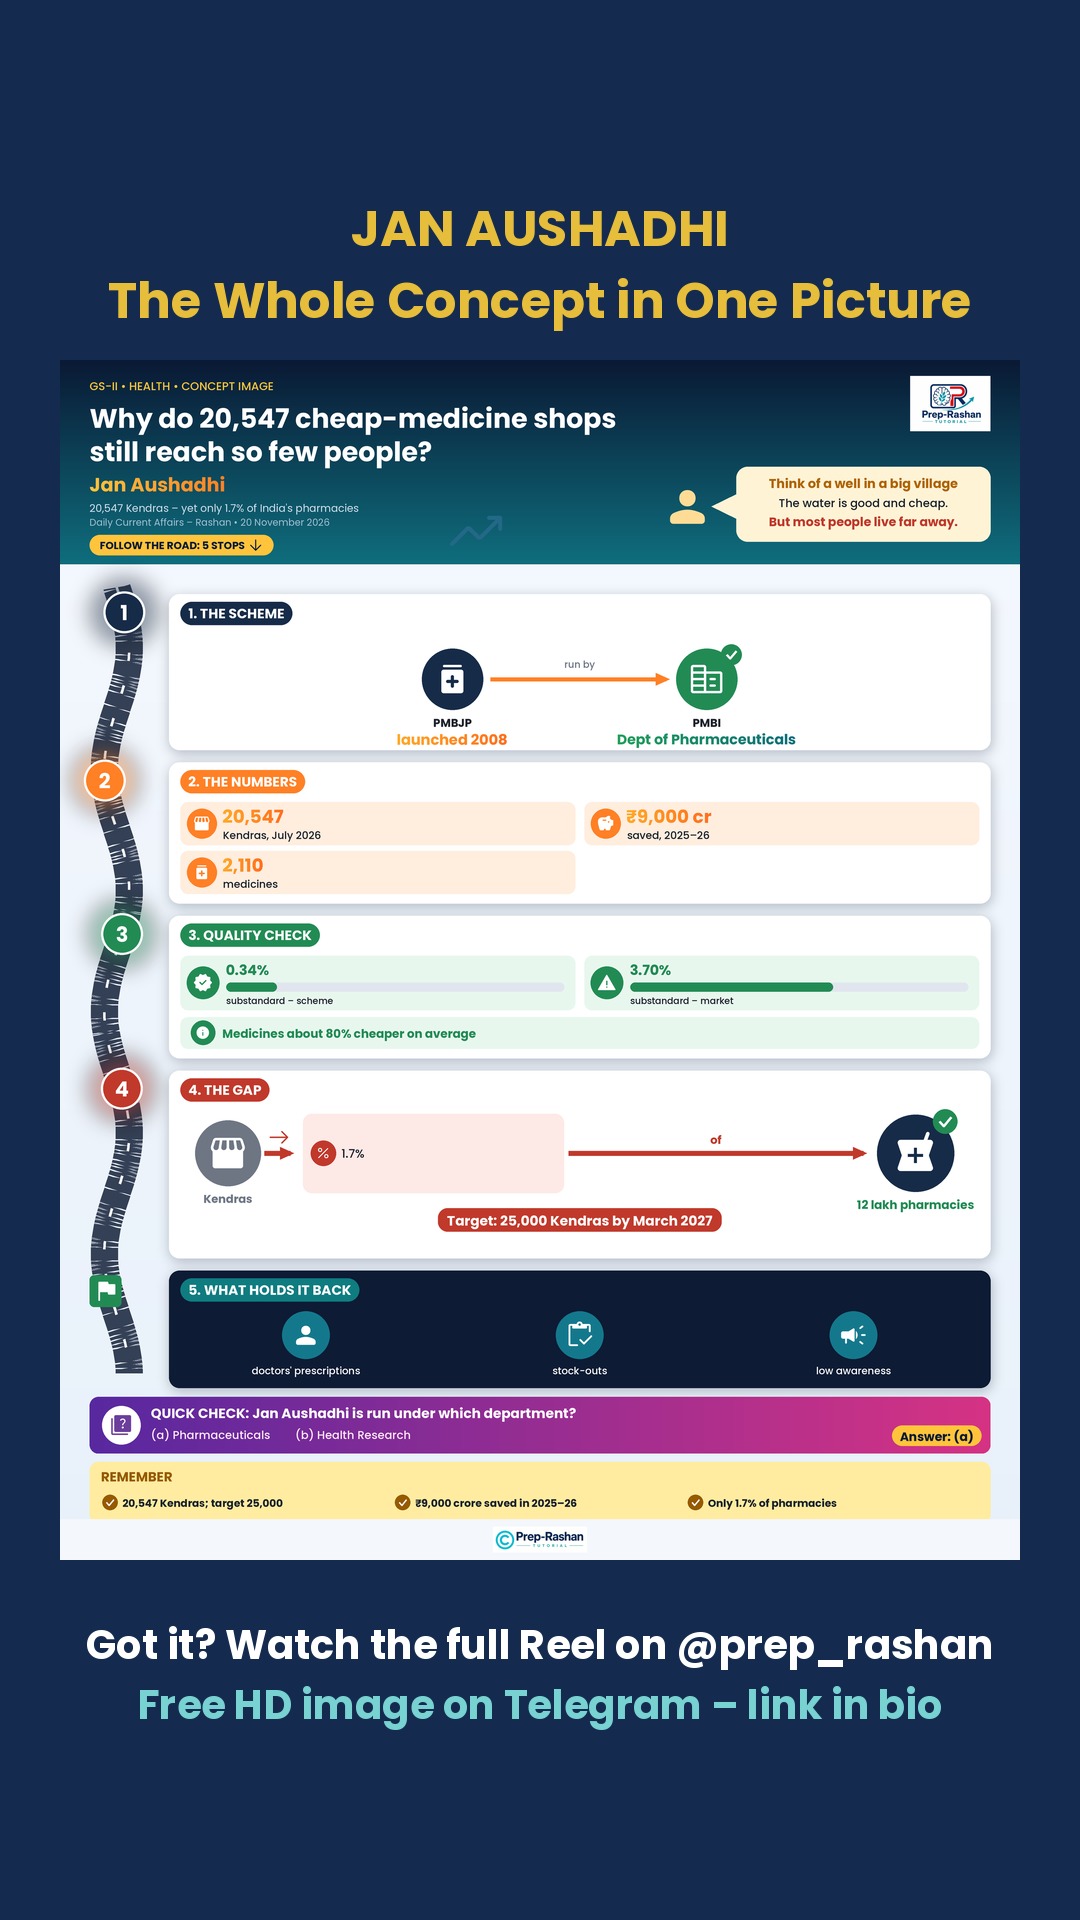 JAN AUSHADHI
The Whole Concept in One Picture
GS-II • HEALTH • CONCEPT IMAGE
Why do 20,547 cheap-medicine shops
still reach so few people?
Jan Aushadhi
20,547 Kendras – yet only 1.7% of India's pharmacies
Daily Current Affairs – Rashan • 20 November 2026
FOLLOW THE ROAD: 5 STOPS ↓
Prep-Rashan
TUTORIAL
Think of a well in a big village
The water is good and cheap.
But most people live far away.
1
1. THE SCHEME
run by
PMBJP
launched 2008
PMBI
Dept of Pharmaceuticals
2
2. THE NUMBERS
20,547
Kendras, July 2026
₹9,000 cr
saved, 2025–26
2,110
medicines
3
3. QUALITY CHECK
0.34%
substandard – scheme
3.70%
substandard – market
Medicines about 80% cheaper on average
4
4. THE GAP
Kendras
→
% 1.7%
of
12 lakh pharmacies
Target: 25,000 Kendras by March 2027
5. WHAT HOLDS IT BACK
doctors' prescriptions
stock-outs
low awareness
?
QUICK CHECK: Jan Aushadhi is run under which department?
(a) Pharmaceuticals (b) Health Research
Answer: (a)
REMEMBER
20,547 Kendras; target 25,000
₹9,000 crore saved in 2025–26
Only 1.7% of pharmacies
© Prep-Rashan
TUTORIAL
Got it? Watch the full Reel on @prep_rashan
Free HD image on Telegram – link in bio